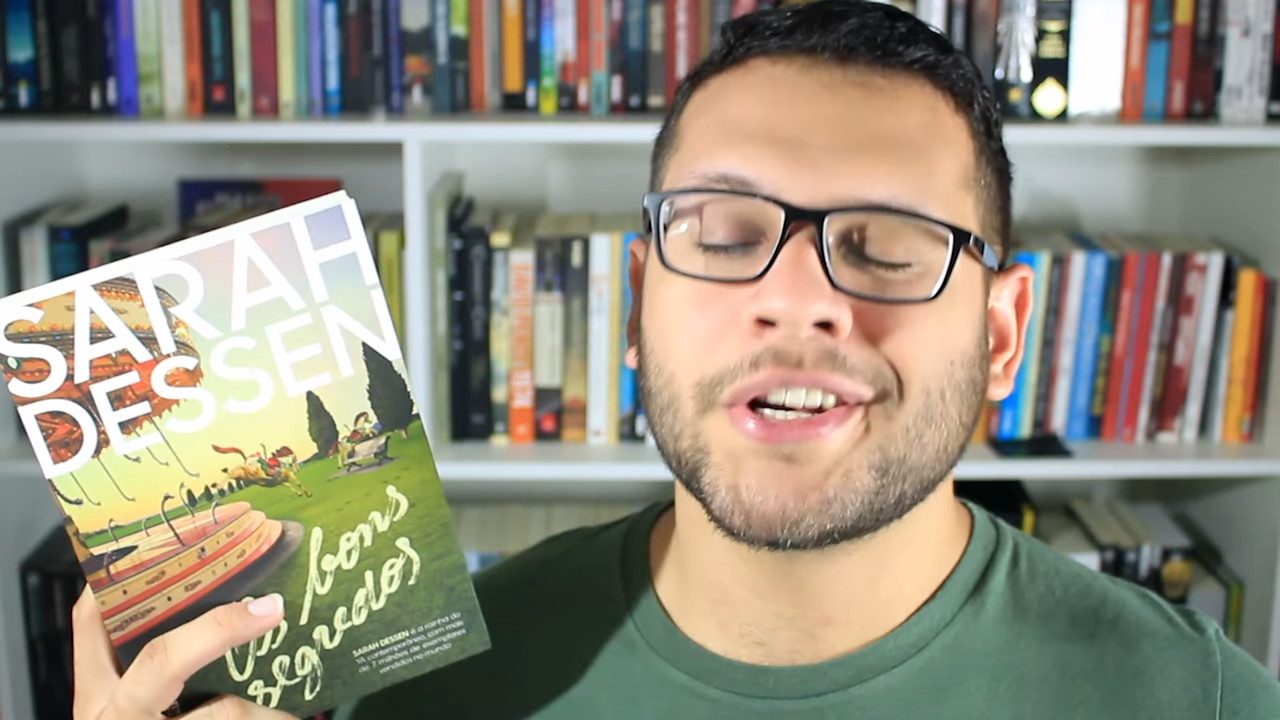 SARAH
DESSEN
Os bons
segredos
SARAH DESSEN é a rainha do
YA contemporâneo, com mais
de 7 milhões de exemplares
vendidos no mundo